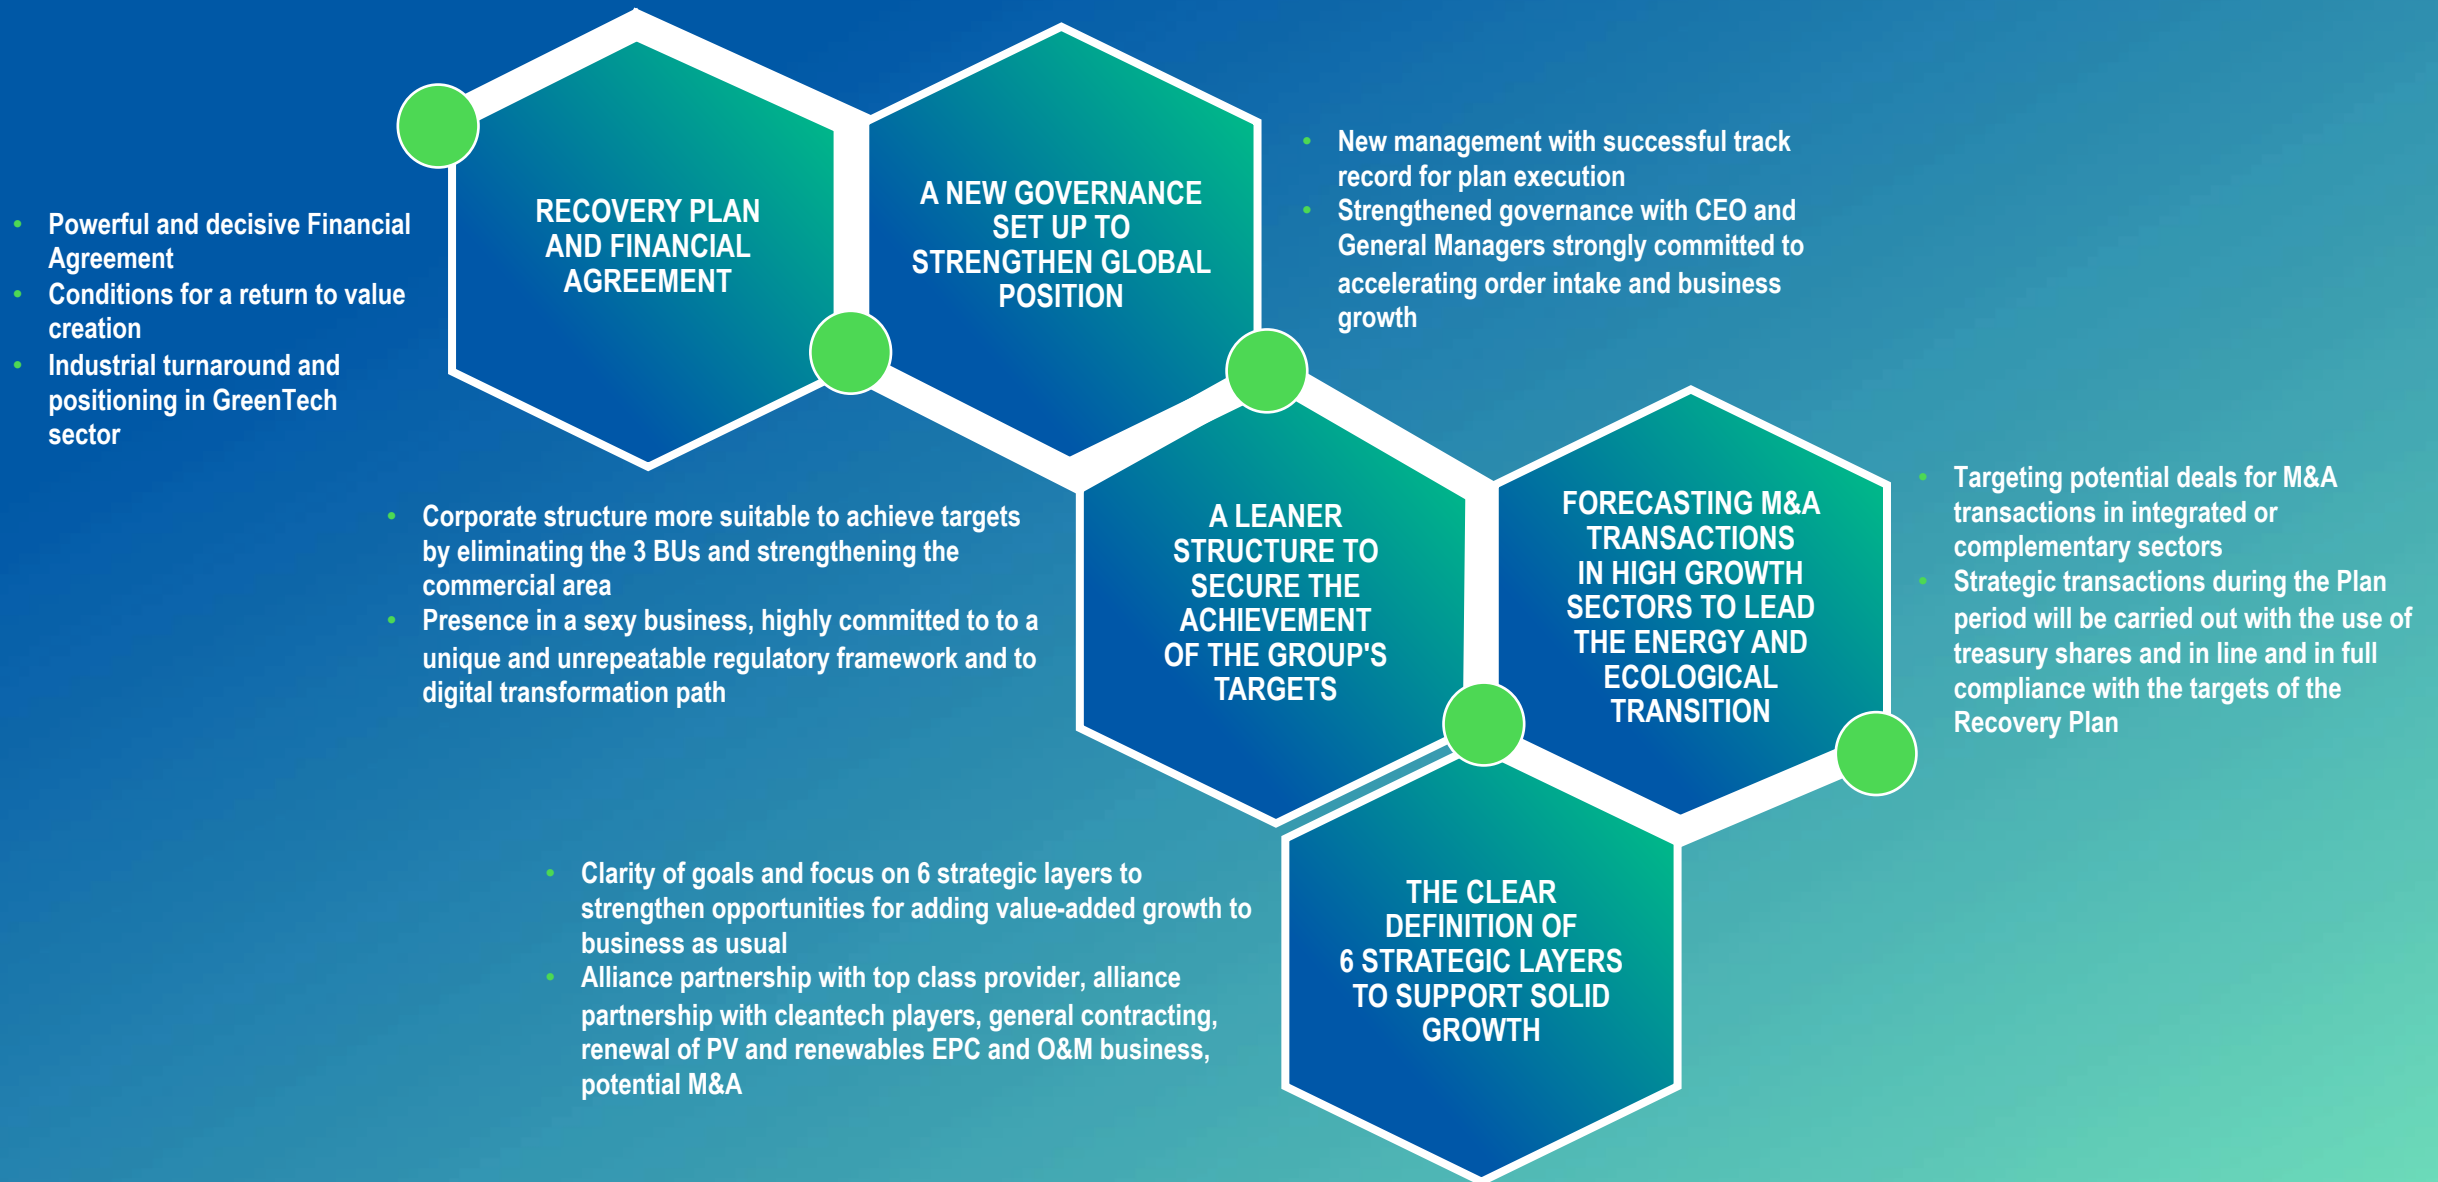 • Powerful and decisive Financial
Agreement
• Conditions for a return to value
creation
• Industrial turnaround and
positioning in GreenTech
sector
RECOVERY PLAN
AND FINANCIAL
AGREEMENT
A NEW GOVERNANCE
SET UP TO
STRENGTHEN GLOBAL
POSITION
• New management with successful track
record for plan execution
• Strengthened governance with CEO and
General Managers strongly committed to
accelerating order intake and business
growth
• Corporate structure more suitable to achieve targets
by eliminating the 3 BUs and strengthening the
commercial area
• Presence in a sexy business, highly committed to to a
unique and unrepeatable regulatory framework and to
digital transformation path
A LEANER
STRUCTURE TO
SECURE THE
ACHIEVEMENT
OF THE GROUP'S
TARGETS
FORECASTING M&A
TRANSACTIONS
IN HIGH GROWTH
SECTORS TO LEAD
THE ENERGY AND
ECOLOGICAL
TRANSITION
• Targeting potential deals for M&A
transactions in integrated or
complementary sectors
• Strategic transactions during the Plan
period will be carried out with the use of
treasury shares and in line and in full
compliance with the targets of the
Recovery Plan
• Clarity of goals and focus on 6 strategic layers to
strengthen opportunities for adding value-added growth to
business as usual
• Alliance partnership with top class provider, alliance
partnership with cleantech players, general contracting,
renewal of PV and renewables EPC and O&M business,
potential M&A
THE CLEAR
DEFINITION OF
6 STRATEGIC LAYERS
TO SUPPORT SOLID
GROWTH